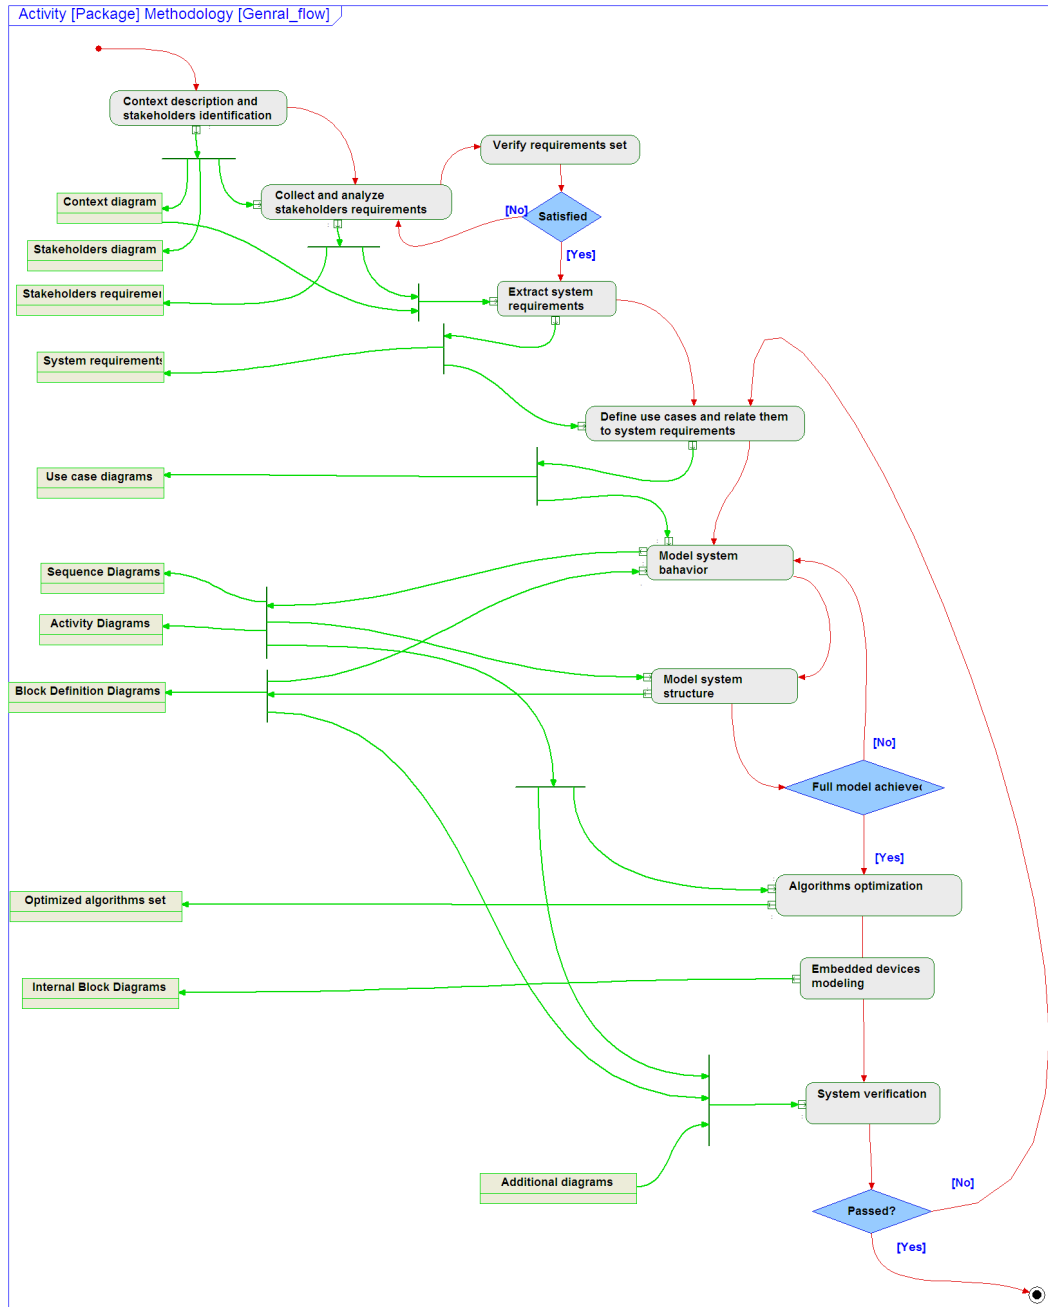 Activity [Package] Methodology [Genral_flow]
Context description and
stakeholders identification
Verify requirements set
Context diagram
Collect and analyze
stakeholders requirements
[No]
Satisfied
Stakeholders diagram
[Yes]
Stakeholders requiremer
Extract system
requirements
System requirements
Define use cases and relate them
to system requirements
Use case diagrams
Model system
bahavior
Sequence Diagrams
Activity Diagrams
Model system
structure
Block Definition Diagrams
[No]
Full model achieved
[Yes]
Algorithms optimization
Optimized algorithms set
Embedded devices
modeling
Internal Block Diagrams
System verification
Additional diagrams
[No]
Passed?
[Yes]